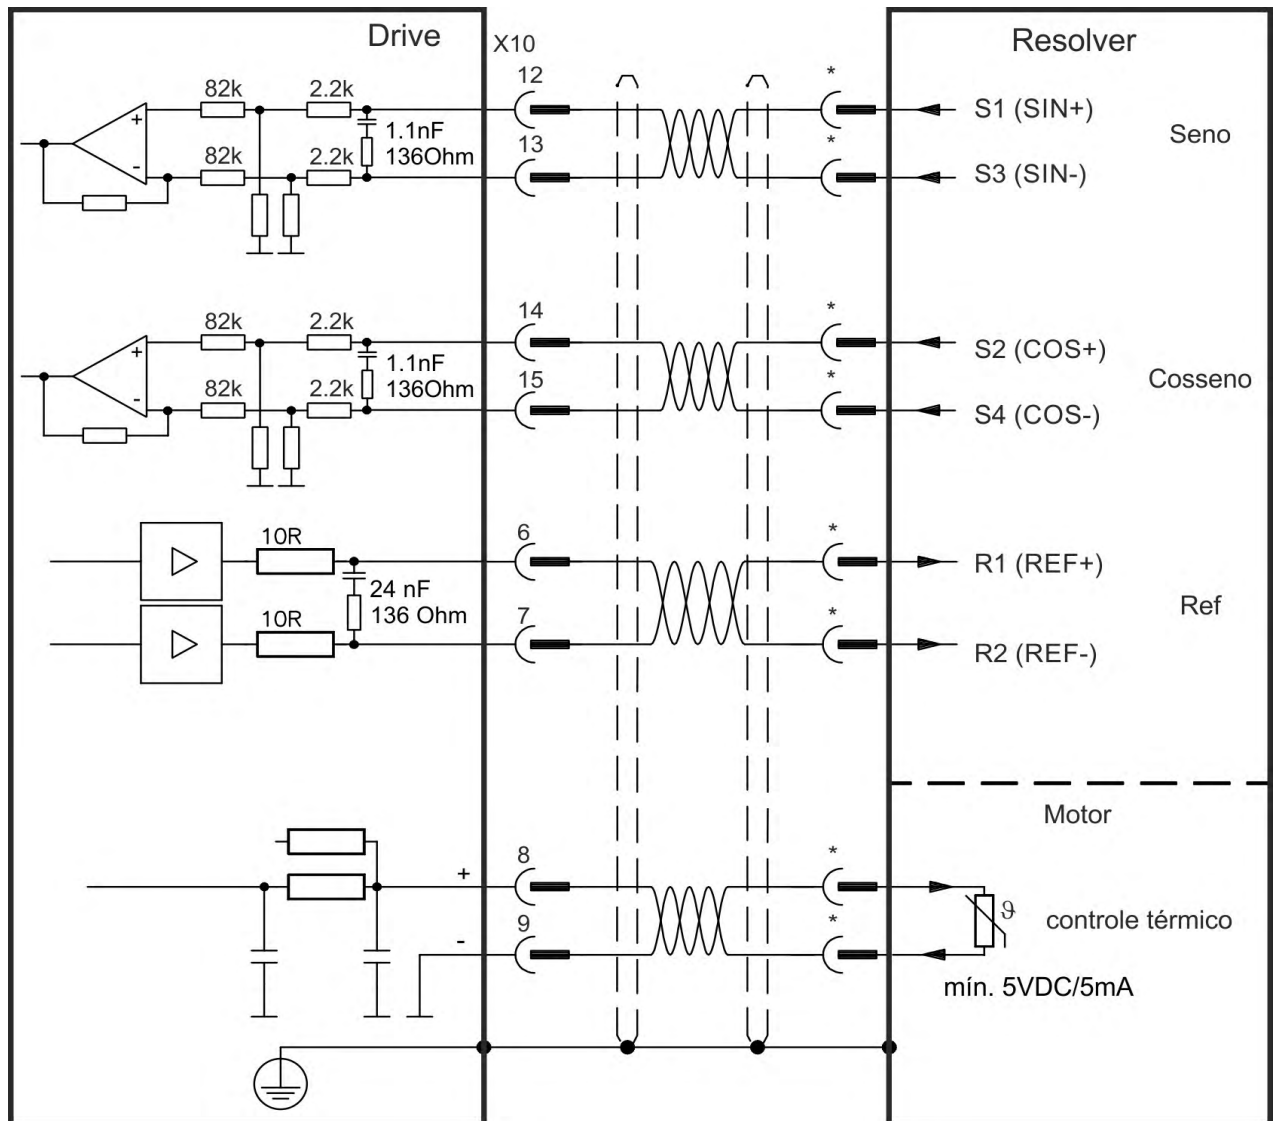 Drive
X10
Resolver
82k
2.2k
12
*
S1 (SIN+)
+
1.1nF
136Ohm
Seno
-
82k
2.2k
13
*
S3 (SIN-)
82k
2.2k
14
*
S2 (COS+)
+
1.1nF
136Ohm
Cosseno
-
82k
2.2k
15
*
S4 (COS-)
10R
6
*
R1 (REF+)
24 nF
136 Ohm
Ref
10R
7
*
R2 (REF-)
Motor
+
8
*
ϑ
controle térmico
-
9
*
mín. 5VDC/5mA